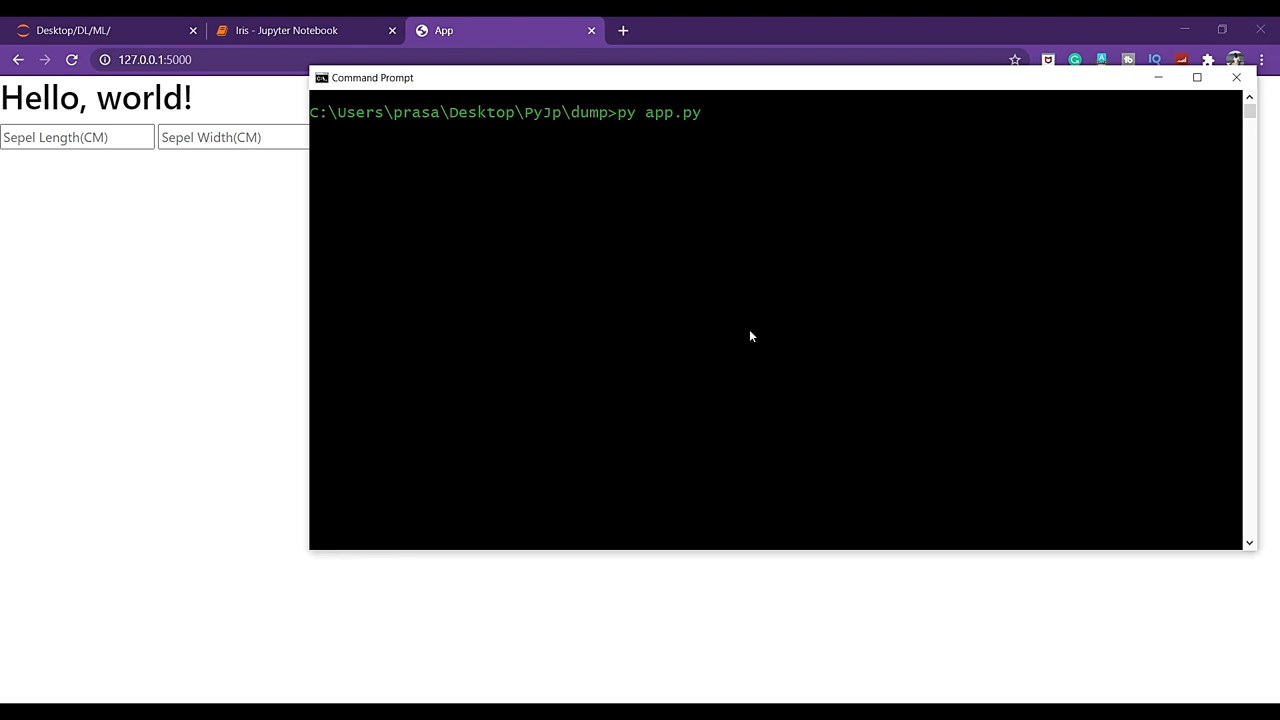 Desktop/DL/ML/
Iris - Jupyter Notebook
App
127.0.0.1:5000
Command Prompt
Hello, world!
C:\Users\prasa\Desktop\PyJp\dump>py app.py
Sepel Length(CM)
Sepel Width(CM)